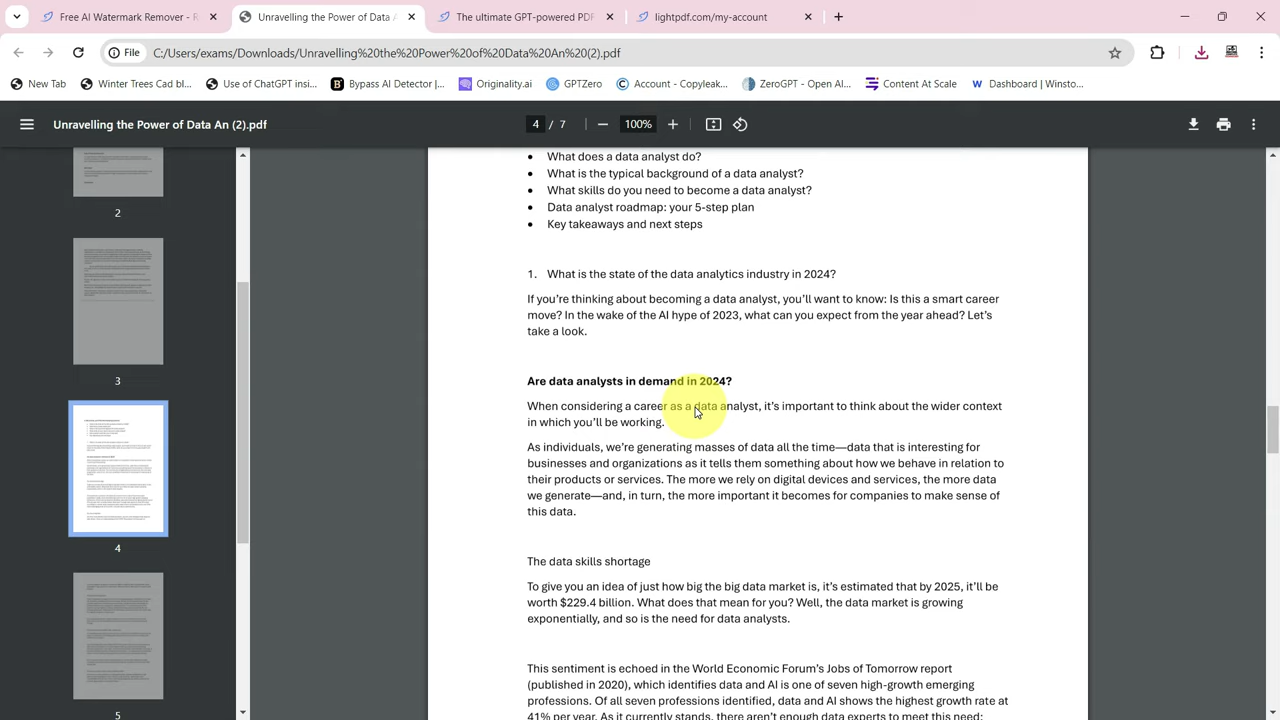 Free AI Watermark Remover - R
Unravelling the Power of Data A
The ultimate GPT-powered PDF
lightpdf.com/my-account
File
C:/Users/exams/Downloads/Unravelling%20the%20Power%20of%20Data%20An%20(2).pdf
New Tab
Winter Trees Cad bl...
Use of ChatGPT insi...
Bypass AI Detector |...
Originality.ai
GPTZero
Account - Copyleak...
ZeroGPT - Open AI...
Content At Scale
Dashboard | Winsto...
Unravelling the Power of Data An (2).pdf
4 / 7
100%
2
3
4
5
• What does a data analyst do?
• What is the typical background of a data analyst?
• What skills do you need to become a data analyst?
• Data analyst roadmap: your 5-step plan
• Key takeaways and next steps
1. What is the state of the data analytics industry in 2024?
If you're thinking about becoming a data analyst, you'll want to know: Is this a smart career
move? In the wake of the AI hype of 2023, what can you expect from the year ahead? Let's
take a look.
Are data analysts in demand in 2024?
When considering a career as a data analyst, it's important to think about the wider context
in which you'll be working.
As individuals, we're generating masses of data all the time—data that is interesting for
businesses and organizations as it tells them something about how we behave in relation to
their products or services. The more we rely on digital devices and services, the more data
we generate—and, in turn, the more important it becomes for companies to make sense of
this data.
The data skills shortage
To give you an idea of just how big the big data market is, it's estimated that by 2025, it'll be
worth $229.4 billion. What does that mean for you? Well, the data market is growing
exponentially, and so is the need for data analysts.
This sentiment is echoed in the World Economic Forum's Jobs of Tomorrow report
(published in 2020), which identifies data and AI is one of seven high-growth emerging
professions. Of all seven professions identified, data and AI shows the highest growth rate at
41% per year. As it currently stands, there aren't enough data experts to meet this need;